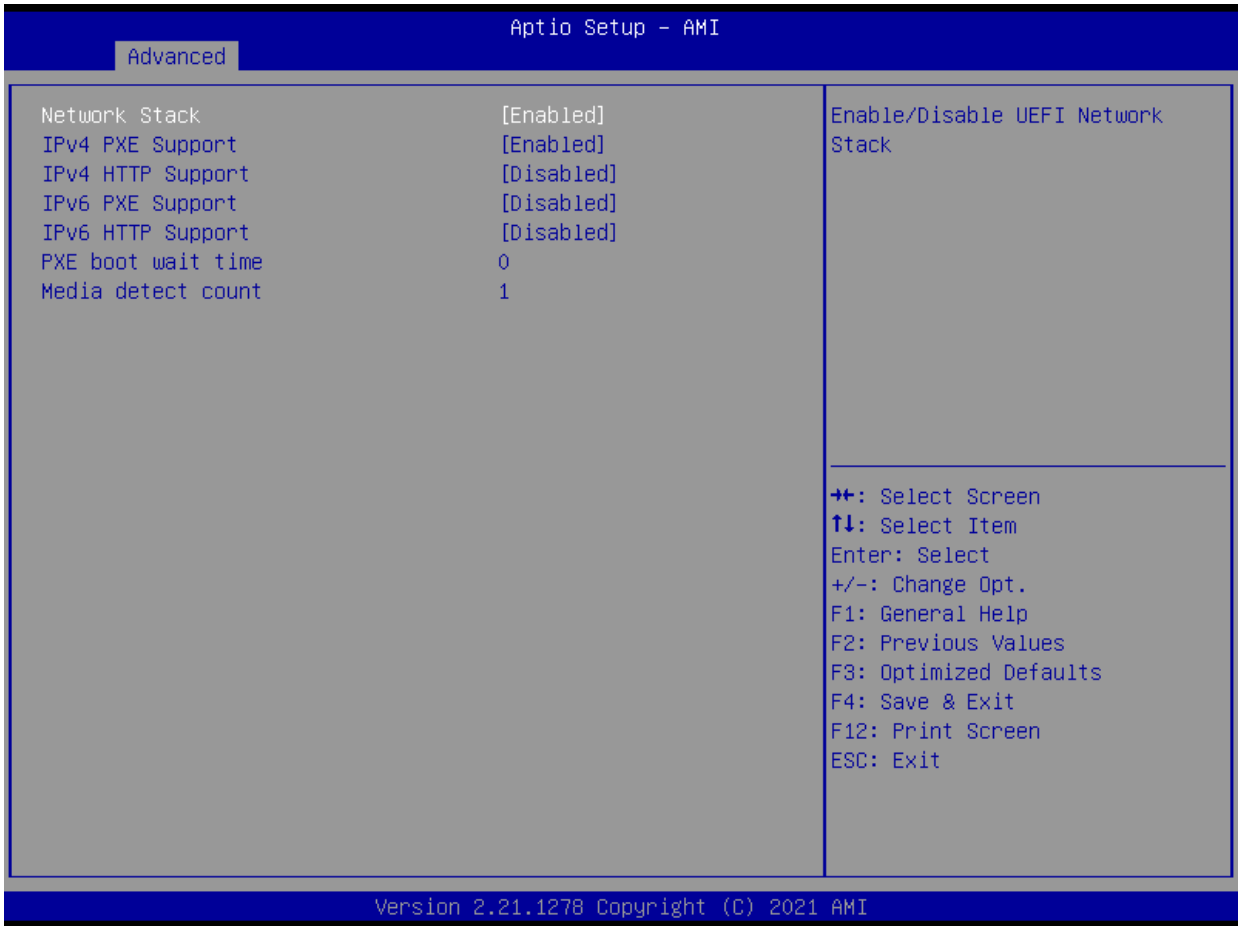 Aptio Setup – AMI
Advanced
Network Stack [Enabled]
IPv4 PXE Support [Enabled]
IPv4 HTTP Support [Disabled]
IPv6 PXE Support [Disabled]
IPv6 HTTP Support [Disabled]
PXE boot wait time 0
Media detect count 1
Enable/Disable UEFI Network
Stack
→←: Select Screen
↑↓: Select Item
Enter: Select
+/-: Change Opt.
F1: General Help
F2: Previous Values
F3: Optimized Defaults
F4: Save & Exit
F12: Print Screen
ESC: Exit
Version 2.21.1278 Copyright (C) 2021 AMI